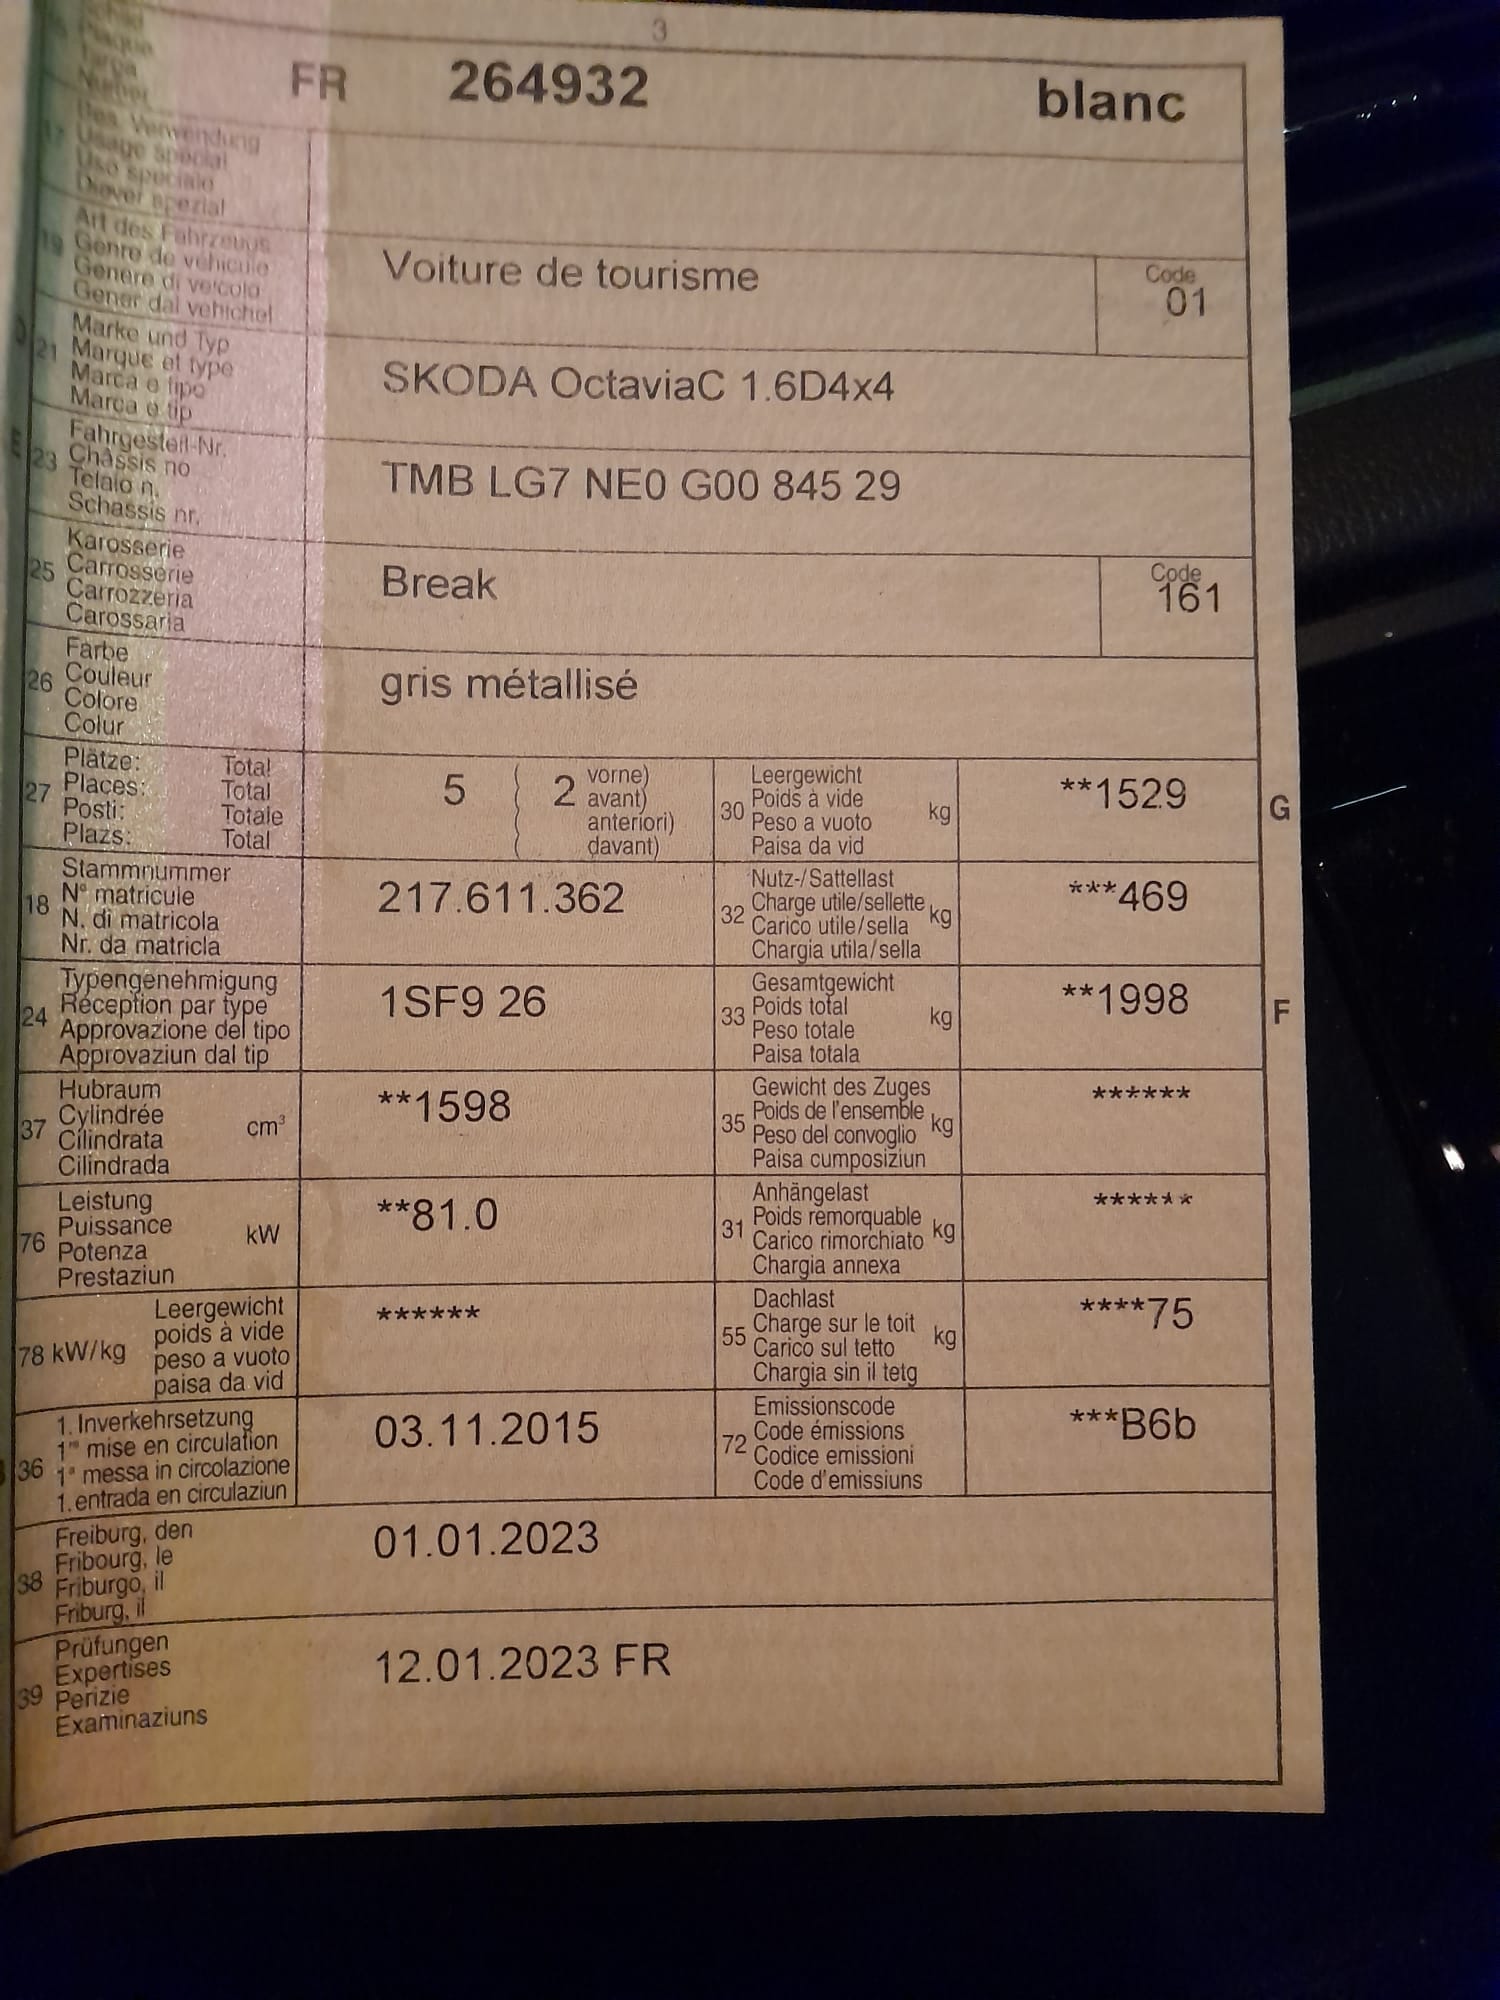 3
FR 264932 blanc
Plaque
Targa
Numer
17 Bes. Verwendung
Usage spécial
Uso speciale
Diever spezial
Art des Fahrzeugs
19 Genre de véhicule
Genere di veicolo
Gener dal vehichel
Voiture de tourisme
Code
01
D
Marke und Typ
21 Marque et type
Marca e tipo
Marca e tip
SKODA OctaviaC 1.6D4x4
E
Fahrgestell-Nr.
23 Châssis no
Telaio n.
Schassis nr.
TMB LG7 NE0 G00 845 29
Karosserie
25 Carrosserie
Carrozzeria
Carossaria
Break
Code
161
Farbe
26 Couleur
Colore
Colur
gris métallisé
Plätze: Total
27 Places: Total
Posti: Totale
Plazs: Total
5 ( 2 vorne)
avant)
anteriori)
davant)
Leergewicht
30 Poids à vide kg
Peso a vuoto
Paisa da vid
**1529
G
Stammnummer
18 N° matricule
N. di matricola
Nr. da matricla
217.611.362
Nutz-/Sattellast
32 Charge utile/sellette kg
Carico utile/sella
Chargia utila/sella
***469
Typengenehmigung
24 Réception par type
Approvazione del tipo
Approvaziun dal tip
1SF9 26
Gesamtgewicht
33 Poids total kg
Peso totale
Paisa totala
**1998
F
Hubraum
37 Cylindrée cm³
Cilindrata
Cilindrada
**1598
Gewicht des Zuges
35 Poids de l'ensemble kg
Peso del convoglio
Paisa cumposiziun
******
Leistung
76 Puissance kW
Potenza
Prestaziun
**81.0
Anhängelast
31 Poids remorquable kg
Carico rimorchiato
Chargia annexa
******
Leergewicht
78 kW/kg poids à vide
peso a vuoto
paisa da vid
******
Dachlast
55 Charge sur le toit kg
Carico sul tetto
Chargia sin il tetg
****75
1. Inverkehrsetzung
36 1re mise en circulation
1a messa in circolazione
1. entrada en circulaziun
03.11.2015
Emissionscode
72 Code émissions
Codice emissioni
Code d'emissiuns
***B6b
Freiburg, den
38 Fribourg, le
Friburgo, il
Friburg, il
01.01.2023
Prüfungen
39 Expertises
Perizie
Examinaziuns
12.01.2023 FR